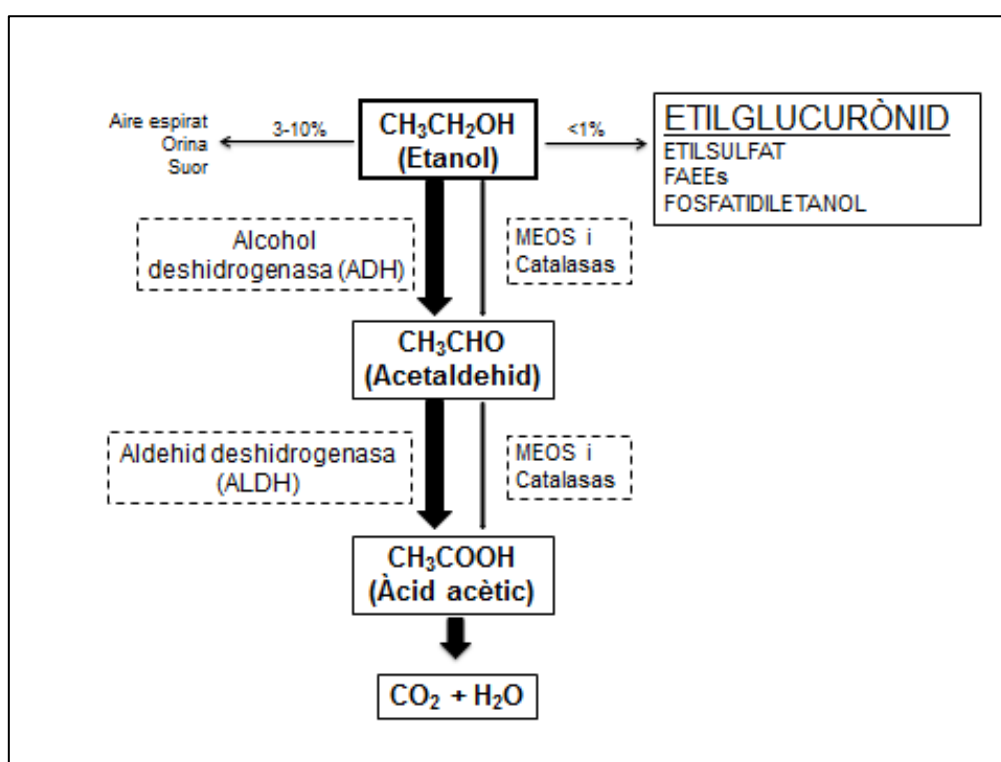 Aire espirat
Orina
Suor
3-10%
CH₃CH₂OH
(Etanol)
<1%
ETILGLUCURÒNID
ETILSULFAT
FAEEs
FOSFATIDILETANOL
Alcohol
deshidrogenasa (ADH)
MEOS i
Catalasas
CH₃CHO
(Acetaldehid)
Aldehid deshidrogenasa
(ALDH)
MEOS i
Catalasas
CH₃COOH
(Àcid acètic)
CO₂ + H₂O